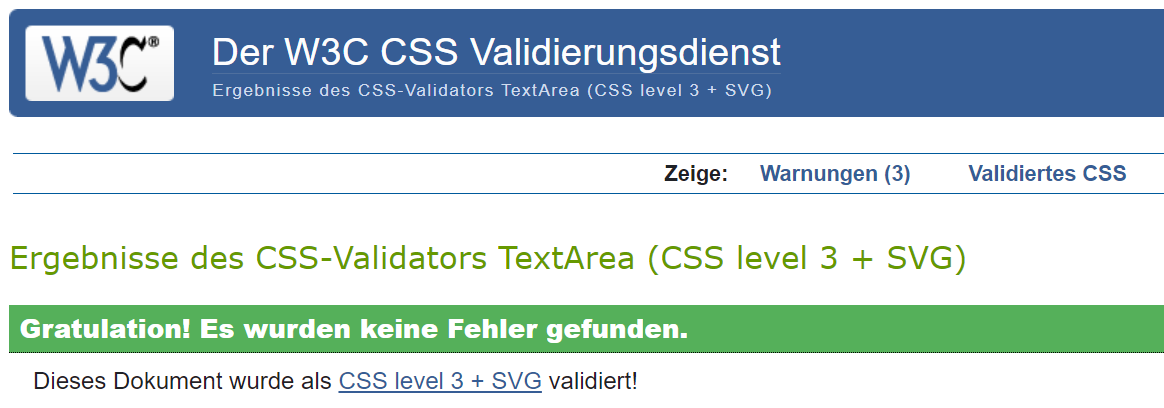 W3C®
Der W3C CSS Validierungsdienst
Ergebnisse des CSS-Validators TextArea (CSS level 3 + SVG)
Zeige: Warnungen (3) Validiertes CSS
Ergebnisse des CSS-Validators TextArea (CSS level 3 + SVG)
Gratulation! Es wurden keine Fehler gefunden.
Dieses Dokument wurde als CSS level 3 + SVG validiert!